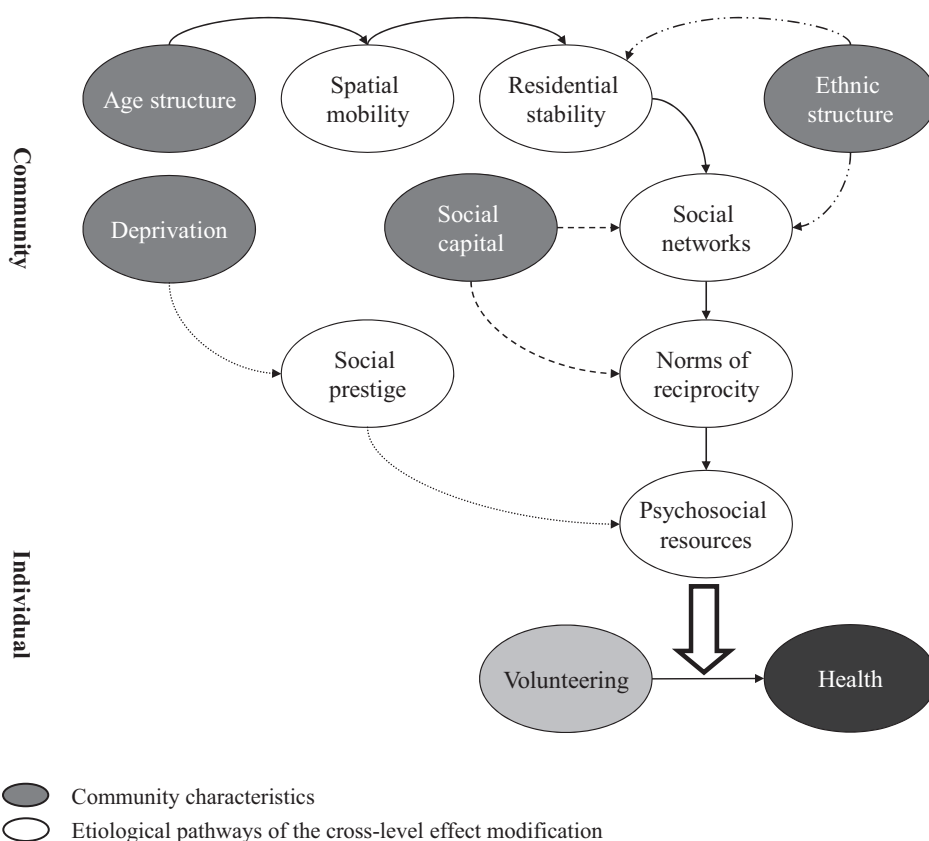 Community
Individual
Age structure
Spatial
mobility
Residential
stability
Ethnic
structure
Deprivation
Social
capital
Social
networks
Social
prestige
Norms of
reciprocity
Psychosocial
resources
Volunteering
Health
Community characteristics
Etiological pathways of the cross-level effect modification